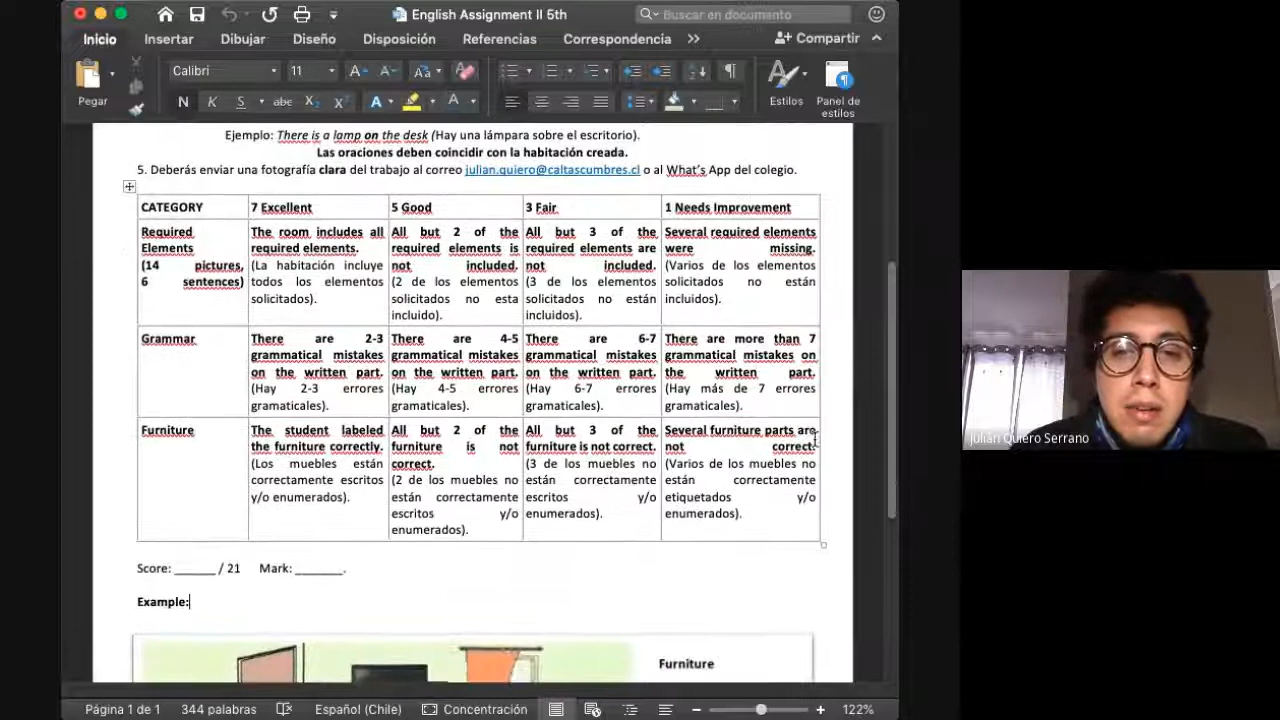 English Assignment II 5th
Buscar en documento
Inicio Insertar Dibujar Diseño Disposición Referencias Correspondencia Compartir
Pegar
Calibri 11
Estilos
Panel de
estilos
Ejemplo: There is a lamp on the desk (Hay una lámpara sobre el escritorio).
Las oraciones deben coincidir con la habitación creada.
5. Deberás enviar una fotografía clara del trabajo al correo julian.quiero@caltascumbres.cl o al What's App del colegio.
CATEGORY
7 Excellent
5 Good
3 Fair
1 Needs Improvement
Required
Elements
(14 pictures,
6 sentences)
The room includes all
required elements.
(La habitación incluye
todos los elementos
solicitados).
All but 2 of the
required elements is
not included.
(2 de los elementos
solicitados no esta
incluido).
All but 3 of the
required elements are
not included.
(3 de los elementos
solicitados no están
incluidos).
Several required elements
were missing.
(Varios de los elementos
solicitados no están
incluidos).
Grammar
There are 2-3
grammatical mistakes
on the written part.
(Hay 2-3 errores
gramaticales).
There are 4-5
grammatical mistakes
on the written part.
(Hay 4-5 errores
gramaticales).
There are 6-7
grammatical mistakes
on the written part.
(Hay 6-7 errores
gramaticales).
There are more than 7
grammatical mistakes on
the written part.
(Hay más de 7 errores
gramaticales).
Furniture
The student labeled
the furniture correctly.
(Los muebles están
correctamente escritos
y/o enumerados).
All but 2 of the
furniture is not
correct.
(2 de los muebles no
están correctamente
escritos y/o
enumerados).
All but 3 of the
furniture is not correct.
(3 de los muebles no
están correctamente
escritos y/o
enumerados).
Several furniture parts are
not correct.
(Varios de los muebles no
están correctamente
etiquetados y/o
enumerados).
Score: ______ / 21 Mark: _______.
Example:
Furniture
Página 1 de 1 344 palabras Español (Chile) Concentración 122%
Julián Quiero Serrano